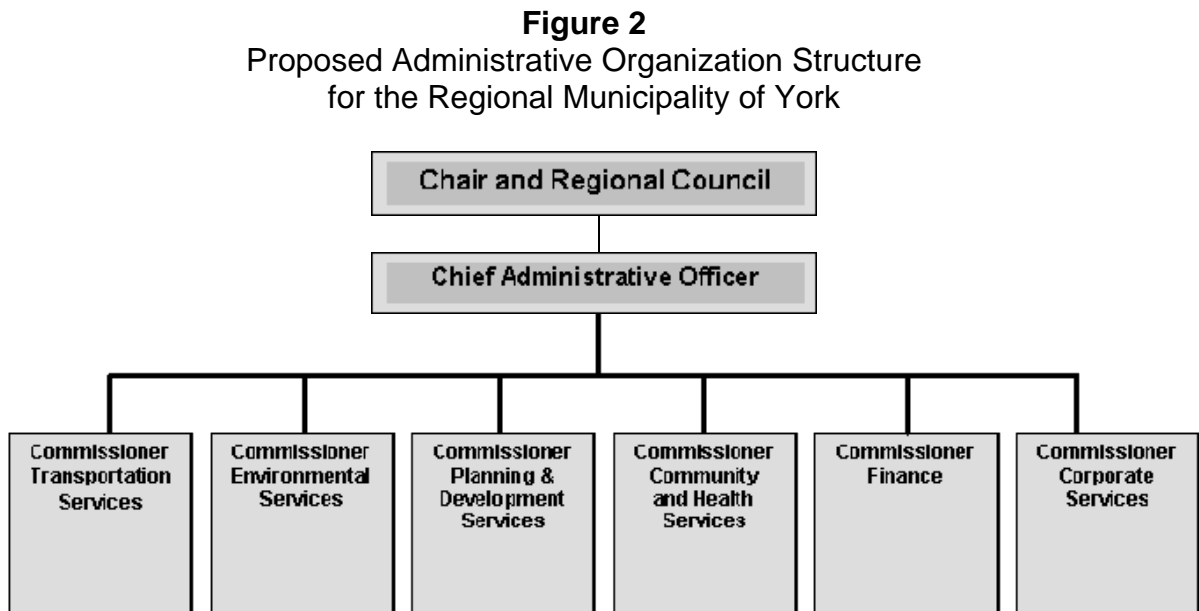 Figure 2
Proposed Administrative Organization Structure
for the Regional Municipality of York
Chair and Regional Council
Chief Administrative Officer
Commissioner
Transportation
Services
Commissioner
Environmental
Services
Commissioner
Planning &
Development
Services
Commissioner
Community
and Health
Services
Commissioner
Finance
Commissioner
Corporate
Services